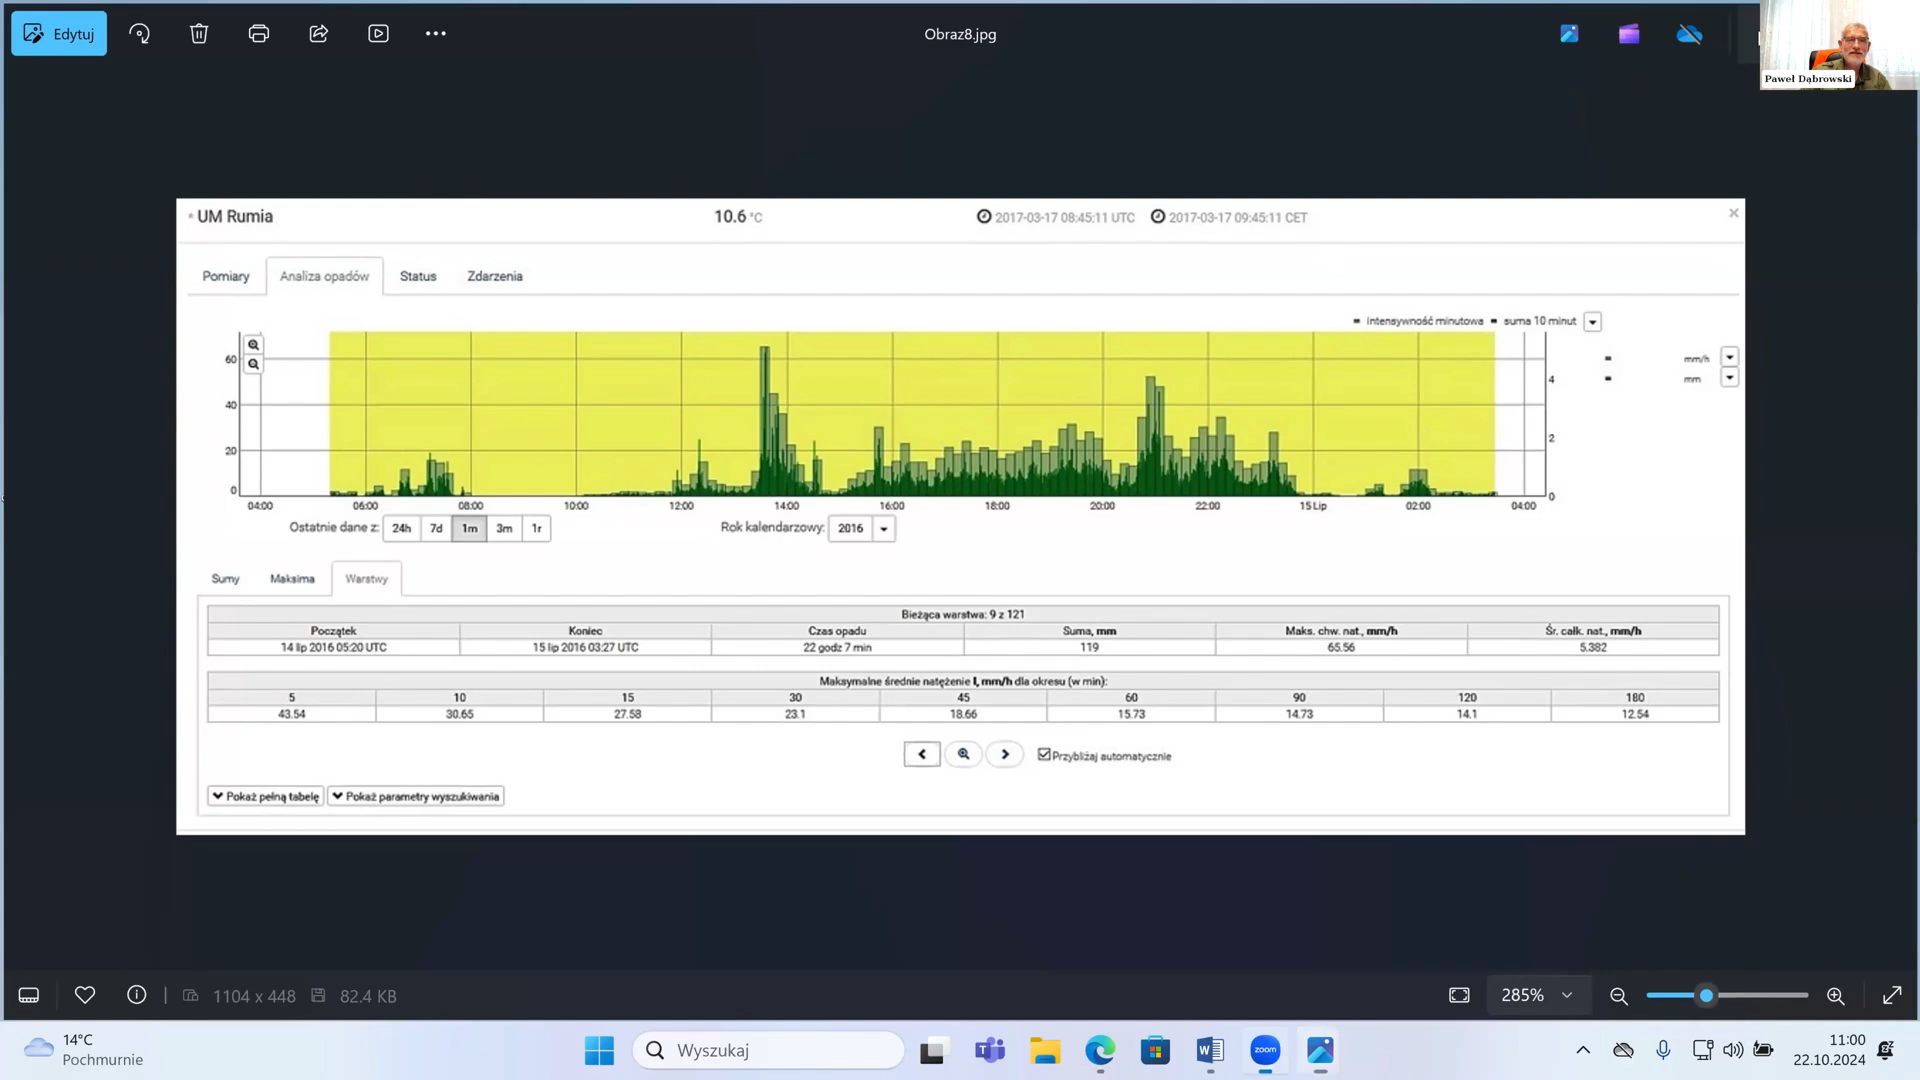 Edytuj
Obraz8.jpg
Paweł Dąbrowski
* UM Rumia 10.6 °C 2017-03-17 08:45:11 UTC 2017-03-17 09:45:11 CET ×
Pomiary Analiza opadów Status Zdarzenia
intensywność minutowa suma 10 minut
60 40 20 0
4 2 0
mm/h
mm
04:00 06:00 08:00 10:00 12:00 14:00 16:00 18:00 20:00 22:00 15 Lip 02:00 04:00
Ostatnie dane z: 24h 7d 1m 3m 1r Rok kalendarzowy: 2016
Sumy Maksima Warstwy
Bieżąca warstwa: 9 z 121
Początek Koniec Czas opadu Suma, mm Maks. chw. nat., mm/h Śr. całk. nat., mm/h
14 lip 2016 05:20 UTC 15 lip 2016 03:27 UTC 22 godz 7 min 119 65.56 5.382
Maksymalne średnie natężenie I, mm/h dla okresu (w min):
5 10 15 30 45 60 90 120 180
43.54 30.65 27.58 23.1 18.66 15.73 14.73 14.1 12.54
Przybliżaj automatycznie
Pokaż pełną tabelę Pokaż parametry wyszukiwania
1104 x 448 82.4 KB 285%
14°C
Pochmurnie
Wyszukaj
zoom
11:00
22.10.2024